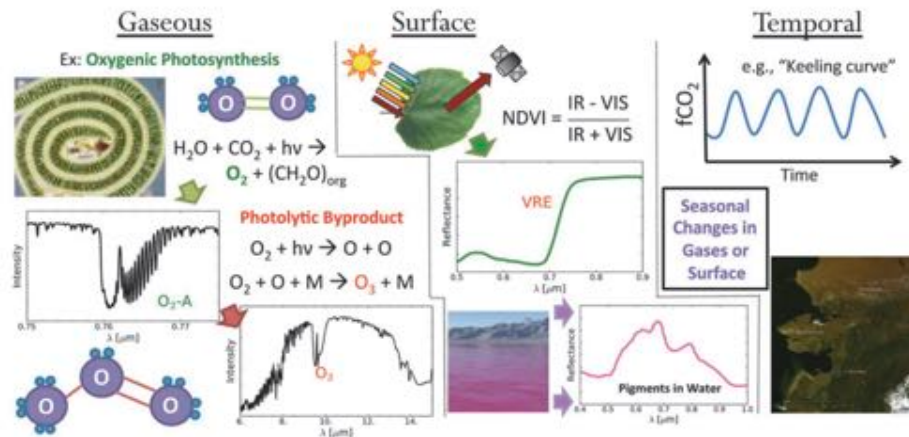 Gaseous
Ex: Oxygenic Photosynthesis
O O
H₂O + CO₂ + hν →
O₂ + (CH₂O)org
Photolytic Byproduct
O₂ + hν → O + O
O₂ + O + M → O₃ + M
Intensity
O₂-A
0.75 0.76 0.77
λ [μm]
O O O
Intensity
O₃
6. 8. 10. 12. 14.
λ [μm]
Surface
NDVI = IR - VIS
IR + VIS
Reflectance
VRE
0.5 0.6 0.7 0.8 0.9
λ [μm]
Reflectance
Pigments in Water
0.4 0.5 0.6 0.7 0.8 0.9 1.0
λ [μm]
Temporal
e.g., “Keeling curve”
fCO₂
Time
Seasonal
Changes in
Gases or
Surface